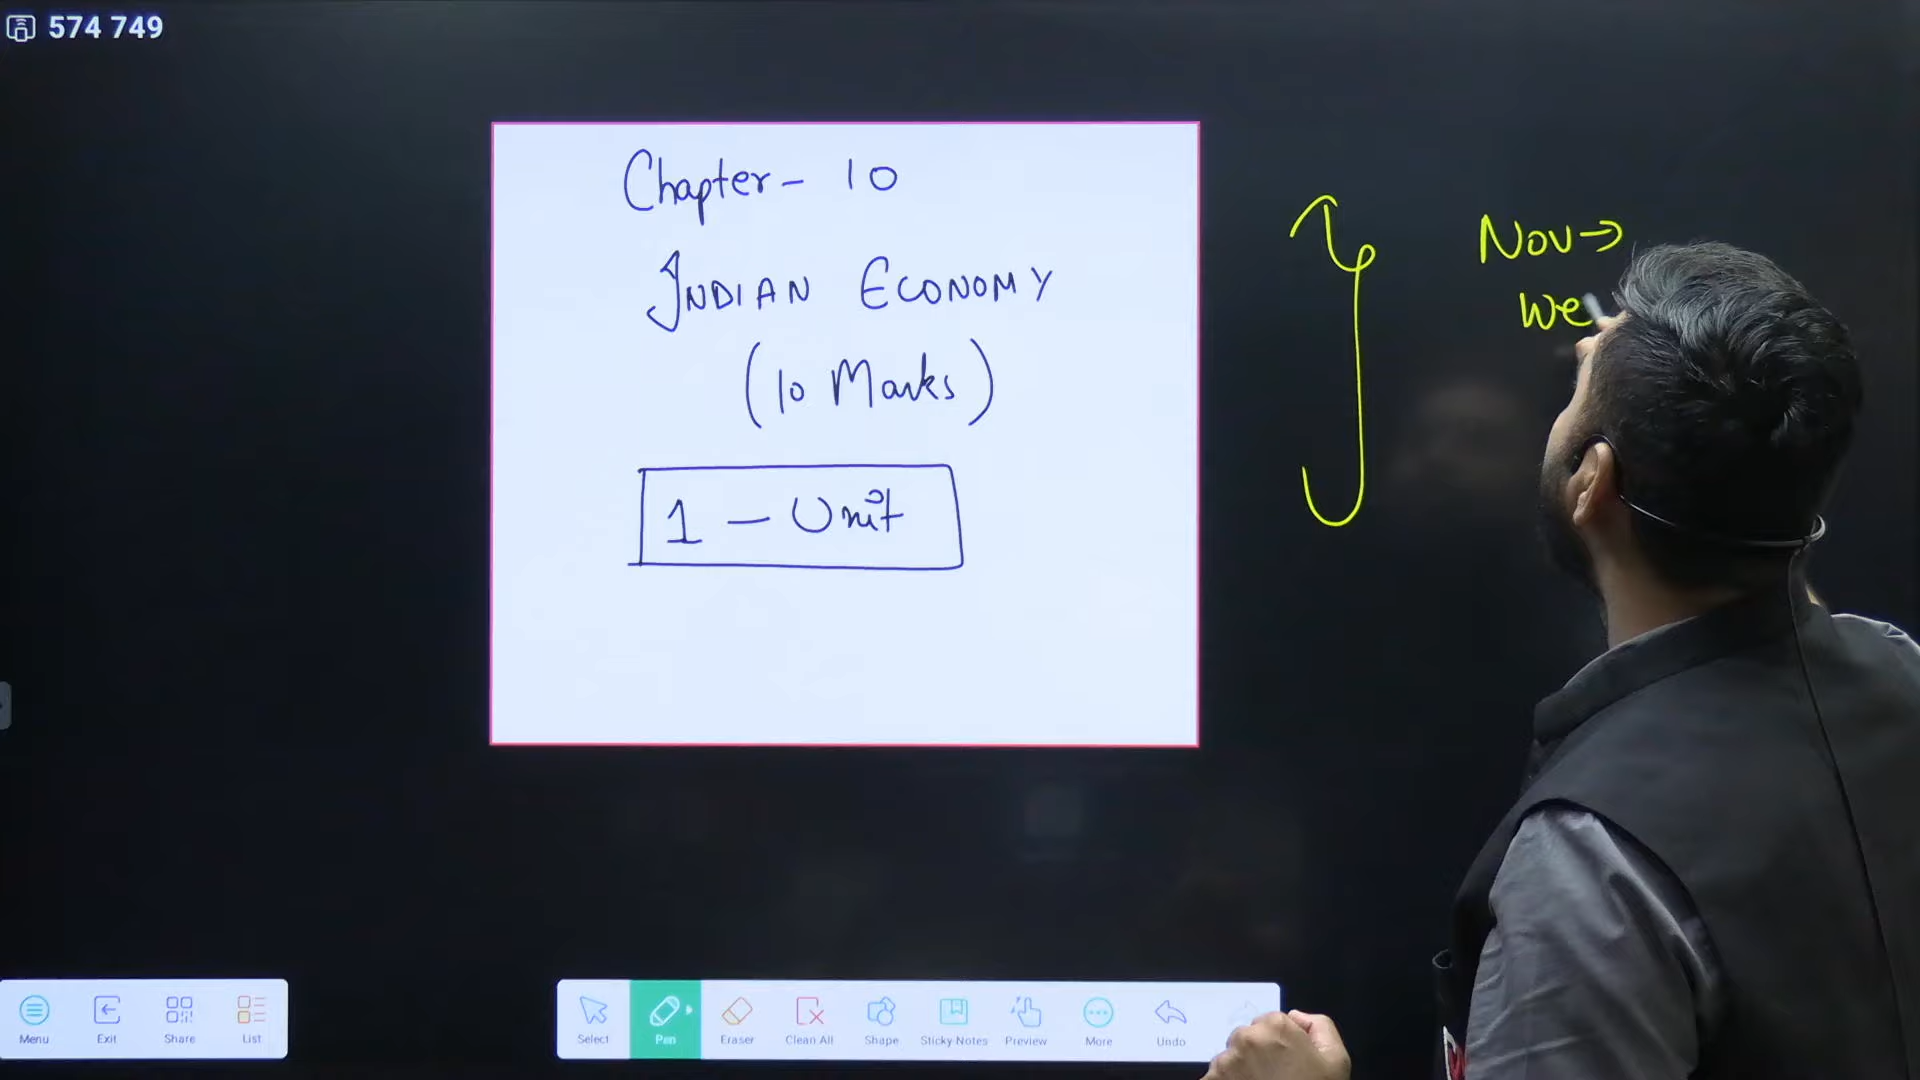 574 749
Chapter - 10
INDIAN ECONOMY
(10 Marks)
1 - Unit
Nov →
We
Menu
Exit
Share
List
Select
Pen
Eraser
Clean All
Shape
Sticky Notes
Preview
More
Undo